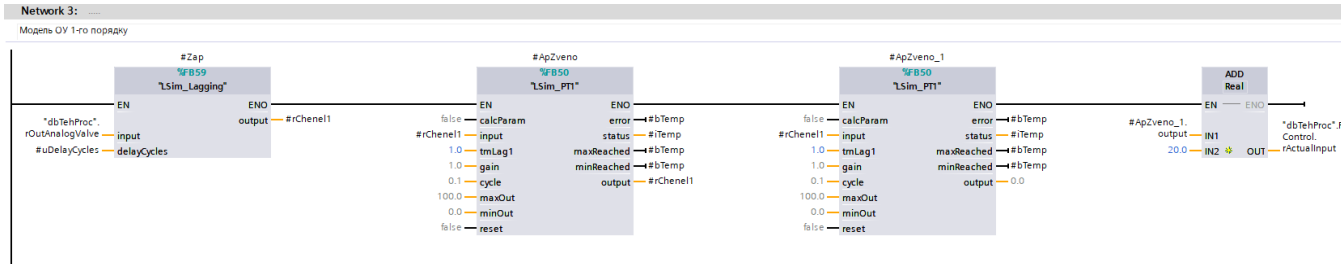 Network 3: .....
Модель ОУ 1-го порядку
#Zap
%FB59
"LSim_Lagging"
EN
ENO
"dbTehProc".
rOutAnalogValve
input
output
#rChenel1
#uDelayCycles
delayCycles
#ApZveno
%FB50
"LSim_PT1"
EN
ENO
false
calcParam
error
#bTemp
#rChenel1
input
status
#iTemp
1.0
tmLag1
maxReached
#bTemp
1.0
gain
minReached
#bTemp
0.1
cycle
output
#rChenel1
100.0
maxOut
0.0
minOut
false
reset
#ApZveno_1
%FB50
"LSim_PT1"
EN
ENO
false
calcParam
error
#bTemp
#rChenel1
input
status
#iTemp
1.0
tmLag1
maxReached
#bTemp
1.0
gain
minReached
#bTemp
0.1
cycle
output
0.0
100.0
maxOut
0.0
minOut
false
reset
ADD
Real
EN
ENO
#ApZveno_1.
output
IN1
20.0
IN2
OUT
Control.
rActualInput